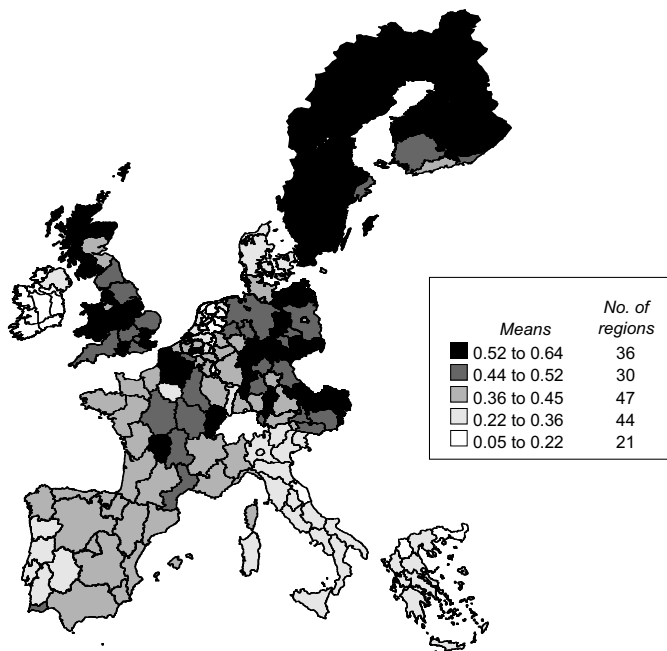 No. of
Means regions
0.52 to 0.64 36
0.44 to 0.52 30
0.36 to 0.45 47
0.22 to 0.36 44
0.05 to 0.22 21